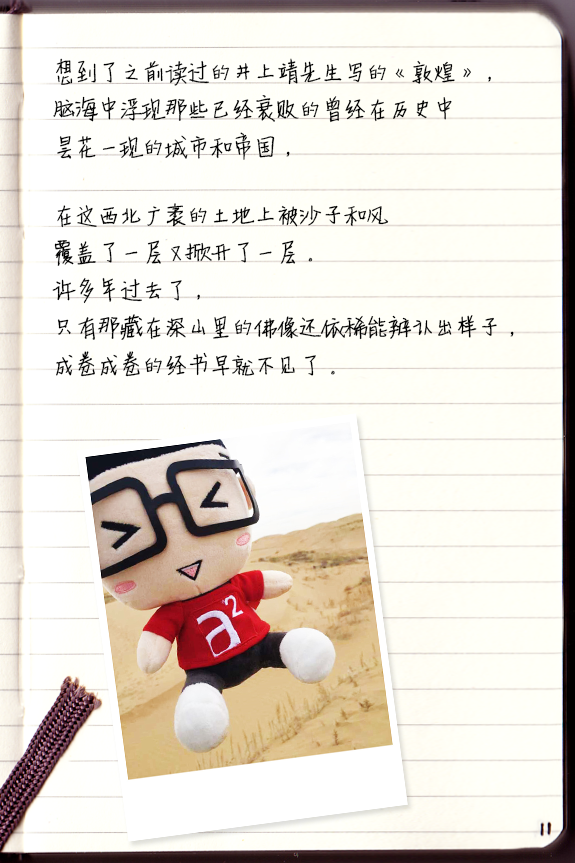 想到了之前读过的井上靖先生写的《敦煌》，
脑海中浮现那些已经衰败的曾经在历史中
昙花一现的城市和帝国，
在这西北广袤的土地上被沙子和风
覆盖了一层又掀开了一层。
许多年过去了，
只有那藏在深山里的佛像还依稀能辨认出样子，
成卷成卷的经书早就不见了。
a²
11